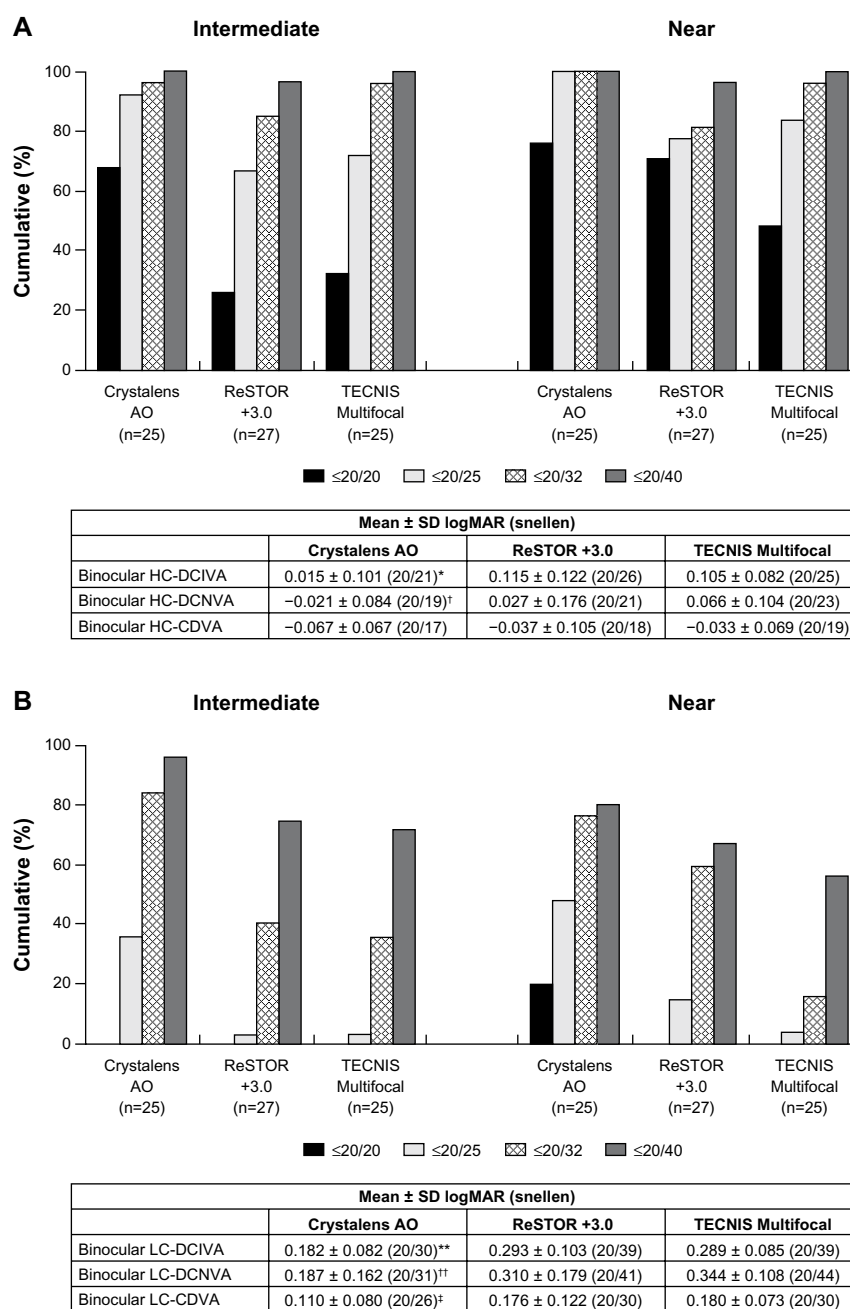 A
Intermediate Near
Cumulative (%)
100
80
60
40
20
0
Crystalens ReSTOR TECNIS Crystalens ReSTOR TECNIS
AO +3.0 Multifocal AO +3.0 Multifocal
(n=25) (n=27) (n=25) (n=25) (n=27) (n=25)
≤20/20 ≤20/25 ≤20/32 ≤20/40
Mean ± SD logMAR (snellen)
Crystalens AO ReSTOR +3.0 TECNIS Multifocal
Binocular HC-DCIVA 0.015 ± 0.101 (20/21)* 0.115 ± 0.122 (20/26) 0.105 ± 0.082 (20/25)
Binocular HC-DCNVA −0.021 ± 0.084 (20/19)† 0.027 ± 0.176 (20/21) 0.066 ± 0.104 (20/23)
Binocular HC-CDVA −0.067 ± 0.067 (20/17) −0.037 ± 0.105 (20/18) −0.033 ± 0.069 (20/19)
B
Intermediate Near
Cumulative (%)
100
80
60
40
20
0
Crystalens ReSTOR TECNIS Crystalens ReSTOR TECNIS
AO +3.0 Multifocal AO +3.0 Multifocal
(n=25) (n=27) (n=25) (n=25) (n=27) (n=25)
≤20/20 ≤20/25 ≤20/32 ≤20/40
Mean ± SD logMAR (snellen)
Crystalens AO ReSTOR +3.0 TECNIS Multifocal
Binocular LC-DCIVA 0.182 ± 0.082 (20/30)** 0.293 ± 0.103 (20/39) 0.289 ± 0.085 (20/39)
Binocular LC-DCNVA 0.187 ± 0.162 (20/31)†† 0.310 ± 0.179 (20/41) 0.344 ± 0.108 (20/44)
Binocular LC-CDVA 0.110 ± 0.080 (20/26)‡ 0.176 ± 0.122 (20/30) 0.180 ± 0.073 (20/30)